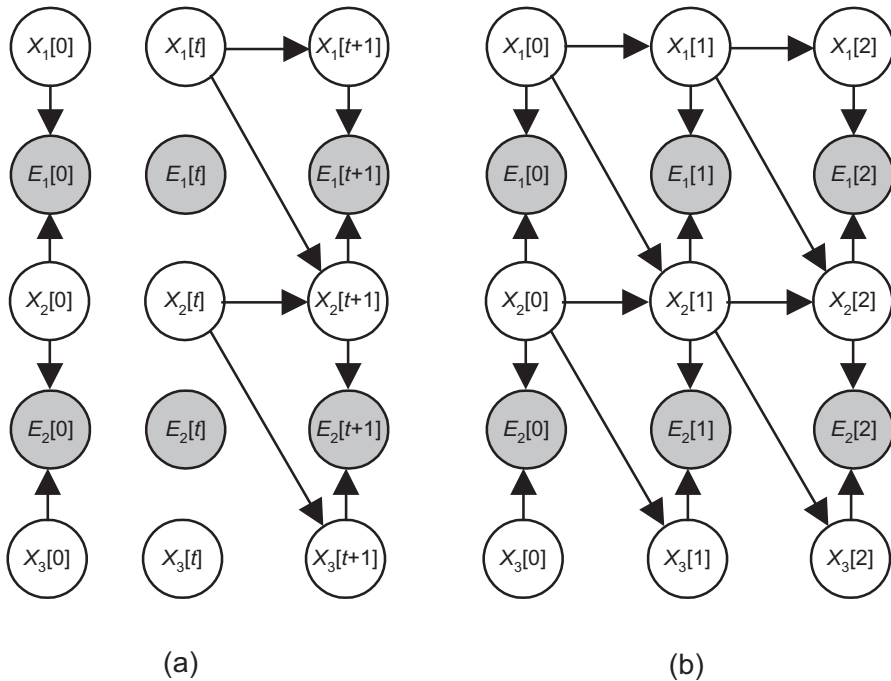 X1[0] X1[t] X1[t+1] X1[0] X1[1] X1[2]
E1[0] E1[t] E1[t+1] E1[0] E1[1] E1[2]
X2[0] X2[t] X2[t+1] X2[0] X2[1] X2[2]
E2[0] E2[t] E2[t+1] E2[0] E2[1] E2[2]
X3[0] X3[t] X3[t+1] X3[0] X3[1] X3[2]
(a) (b)